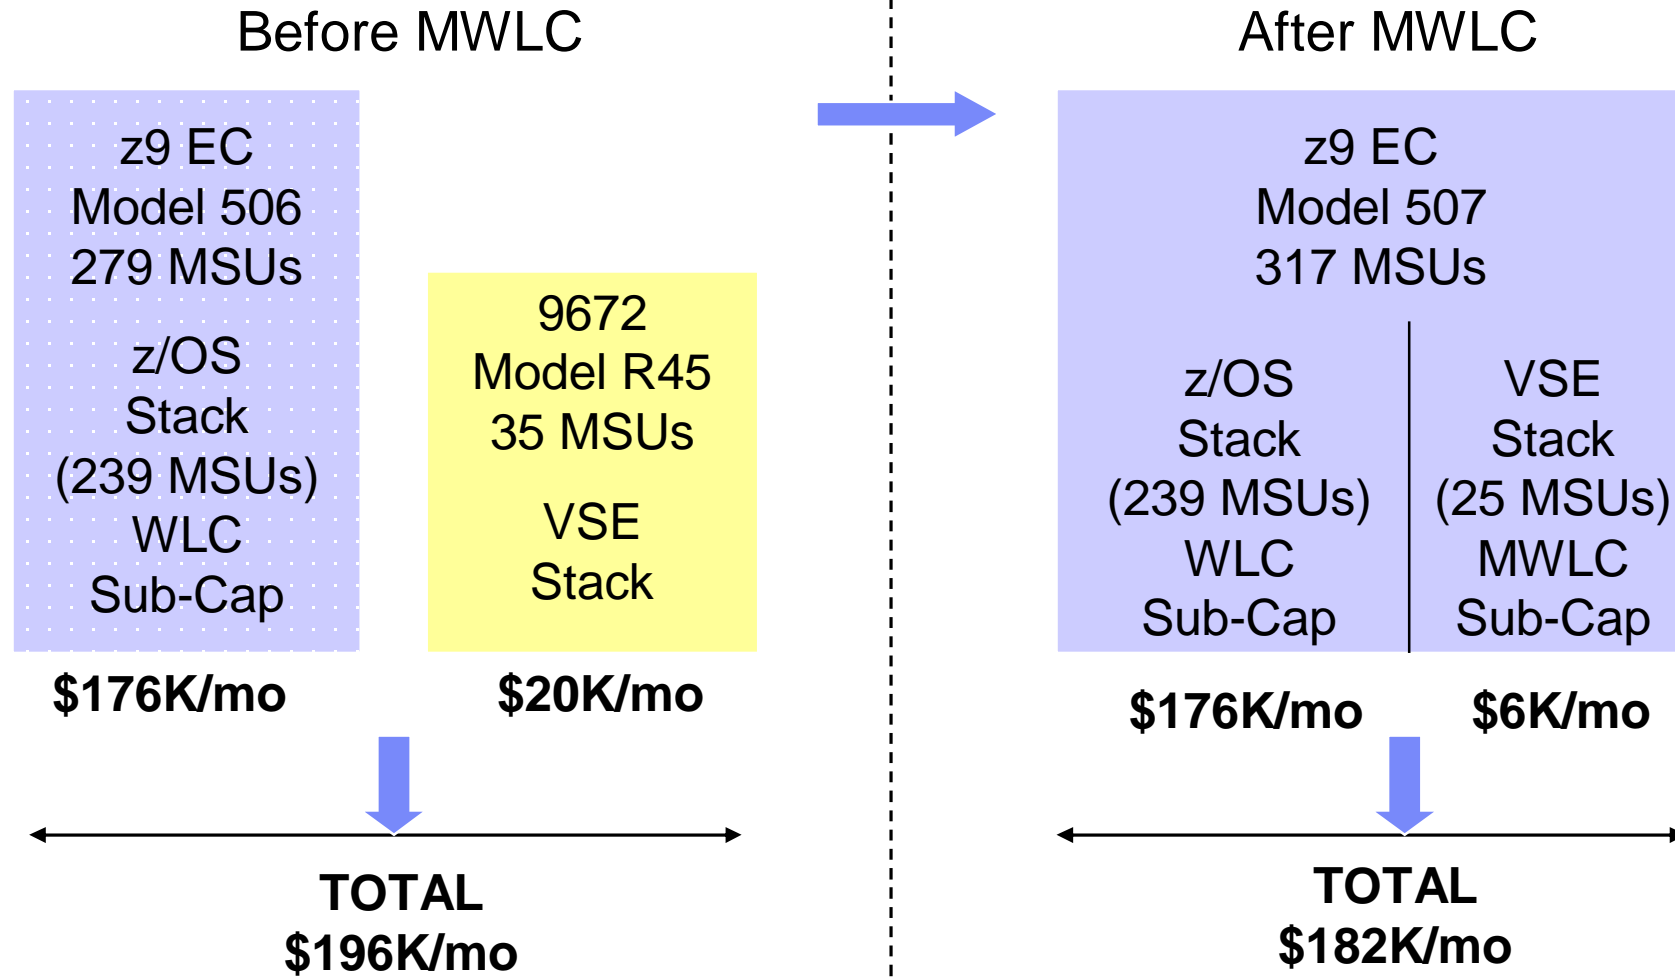 Before MWLC
z9 EC
Model 506
279 MSUs
z/OS
Stack
(239 MSUs)
WLC
Sub-Cap
$176K/mo
9672
Model R45
35 MSUs
VSE
Stack
$20K/mo
TOTAL
$196K/mo
After MWLC
z9 EC
Model 507
317 MSUs
z/OS
Stack
(239 MSUs)
WLC
Sub-Cap
$176K/mo
VSE
Stack
(25 MSUs)
MWLC
Sub-Cap
$6K/mo
TOTAL
$182K/mo